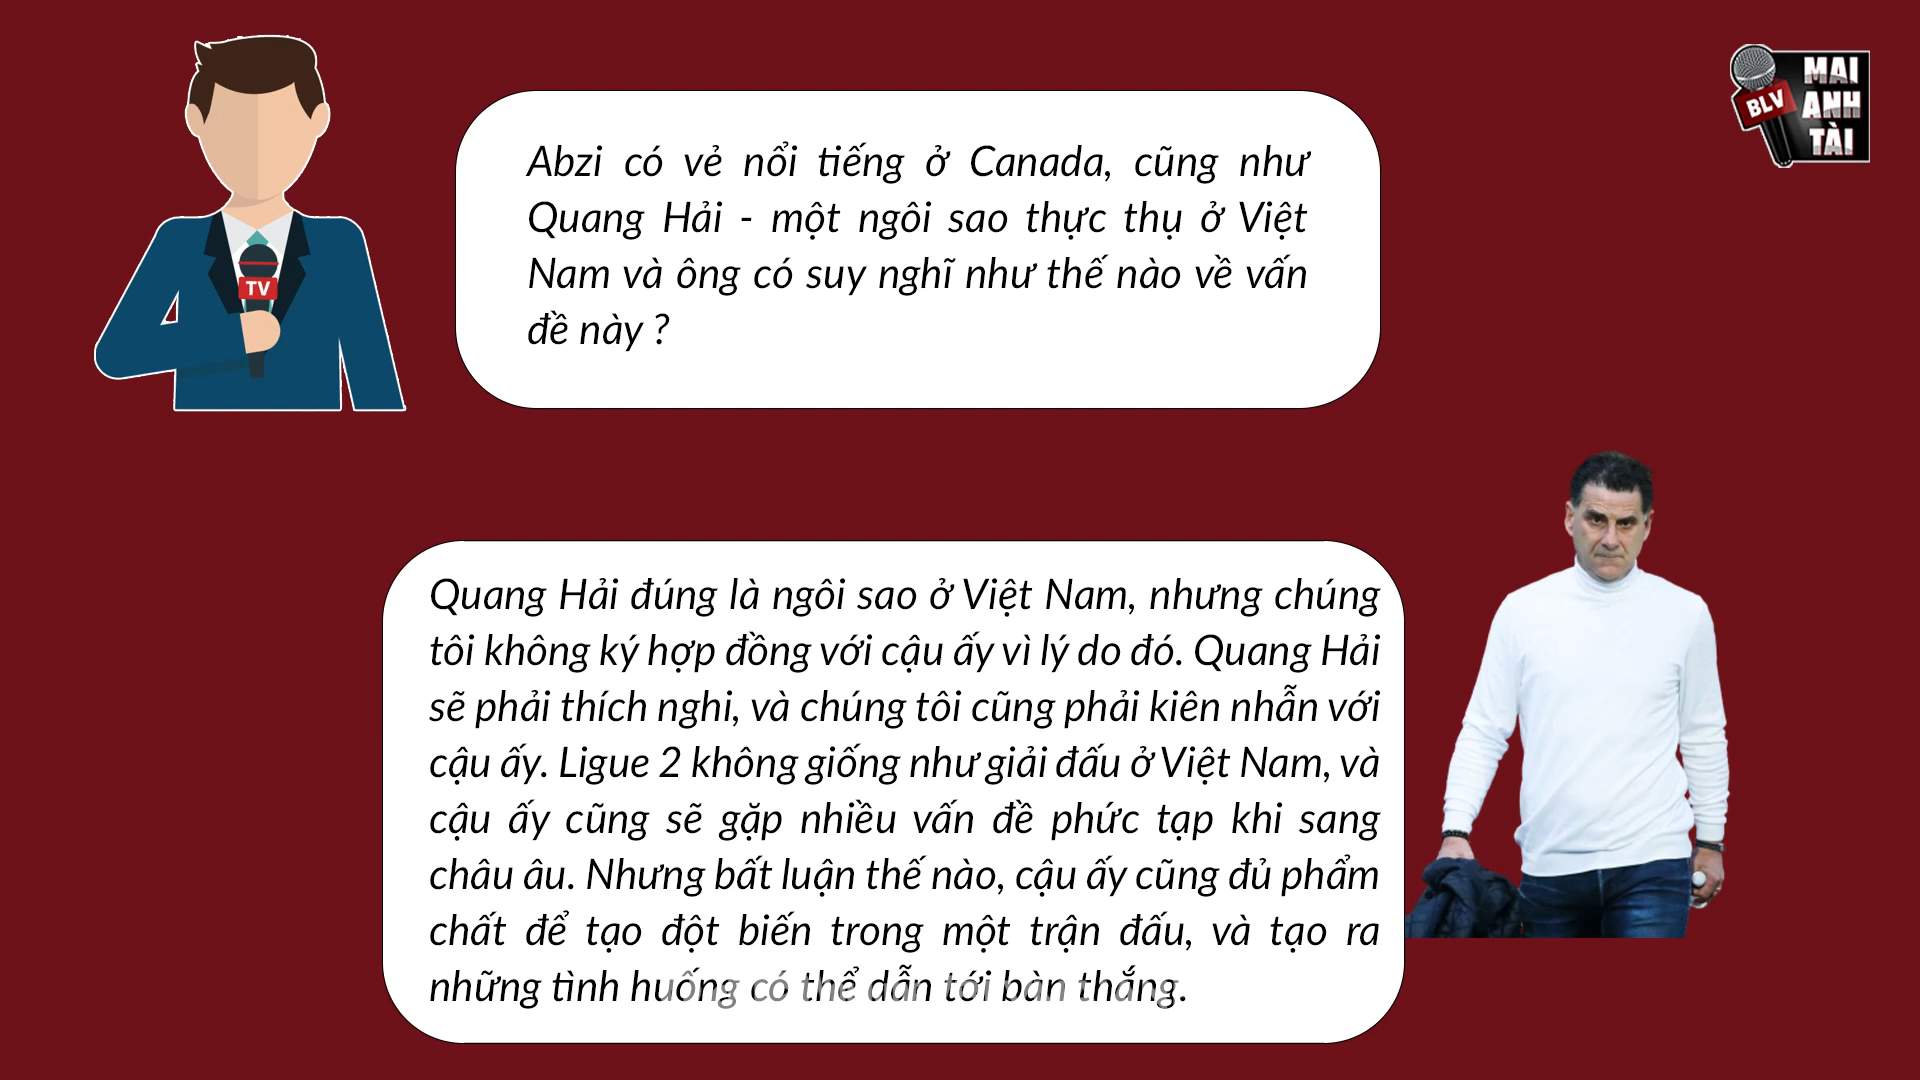 MAI
ANH
TÀI
BLV
TV
Abzi có vẻ nổi tiếng ở Canada, cũng như
Quang Hải - một ngôi sao thực thụ ở Việt
Nam và ông có suy nghĩ như thế nào về vấn
đề này ?
Quang Hải đúng là ngôi sao ở Việt Nam, nhưng chúng
tôi không ký hợp đồng với cậu ấy vì lý do đó. Quang Hải
sẽ phải thích nghi, và chúng tôi cũng phải kiên nhẫn với
cậu ấy. Ligue 2 không giống như giải đấu ở Việt Nam, và
cậu ấy cũng sẽ gặp nhiều vấn đề phức tạp khi sang
châu âu. Nhưng bất luận thế nào, cậu ấy cũng đủ phẩm
chất để tạo đột biến trong một trận đấu, và tạo ra
những tình huống có thể dẫn tới bàn thắng.